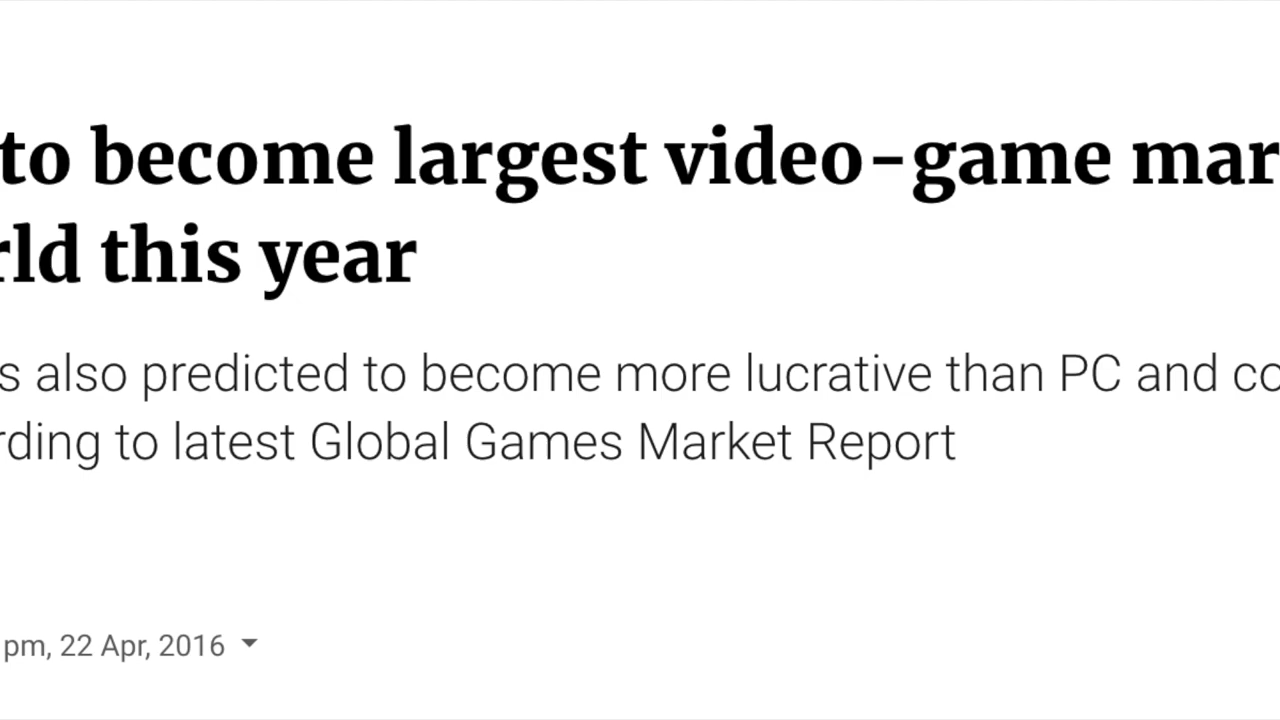 to become largest video-game mar
rld this year
s also predicted to become more lucrative than PC and co
rding to latest Global Games Market Report
pm, 22 Apr, 2016